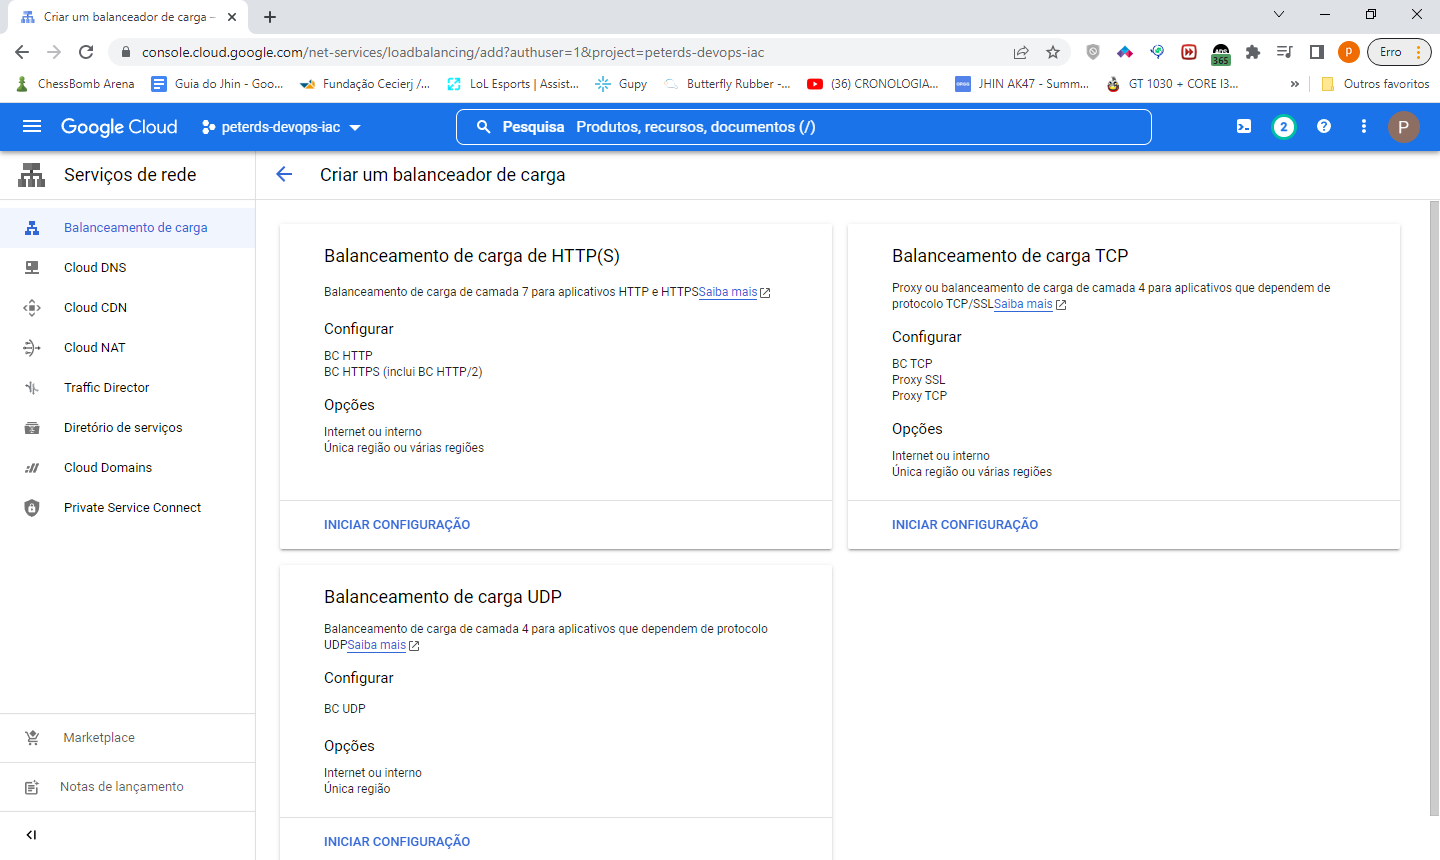 Criar um balanceador de carga –
console.cloud.google.com/net-services/loadbalancing/add?authuser=1&project=peterds-devops-iac
ADS
365
p
Erro
ChessBomb Arena
Guia do Jhin - Goo...
Fundação Cecierj /...
LoL Esports | Assist...
Gupy
Butterfly Rubber -...
(36) CRONOLOGIA...
JHIN AK47 - Summ...
GT 1030 + CORE I3...
»
Outros favoritos
Google Cloud
peterds-devops-iac
Pesquisa Produtos, recursos, documentos (/)
2
P
Serviços de rede
Criar um balanceador de carga
Balanceamento de carga
Cloud DNS
Cloud CDN
Cloud NAT
Traffic Director
Diretório de serviços
Cloud Domains
Private Service Connect
Marketplace
Notas de lançamento
Balanceamento de carga de HTTP(S)
Balanceamento de carga de camada 7 para aplicativos HTTP e HTTPSSaiba mais
Configurar
BC HTTP
BC HTTPS (inclui BC HTTP/2)
Opções
Internet ou interno
Única região ou várias regiões
INICIAR CONFIGURAÇÃO
Balanceamento de carga TCP
Proxy ou balanceamento de carga de camada 4 para aplicativos que dependem de
protocolo TCP/SSLSaiba mais
Configurar
BC TCP
Proxy SSL
Proxy TCP
Opções
Internet ou interno
Única região ou várias regiões
INICIAR CONFIGURAÇÃO
Balanceamento de carga UDP
Balanceamento de carga de camada 4 para aplicativos que dependem de protocolo
UDPSaiba mais
Configurar
BC UDP
Opções
Internet ou interno
Única região
INICIAR CONFIGURAÇÃO